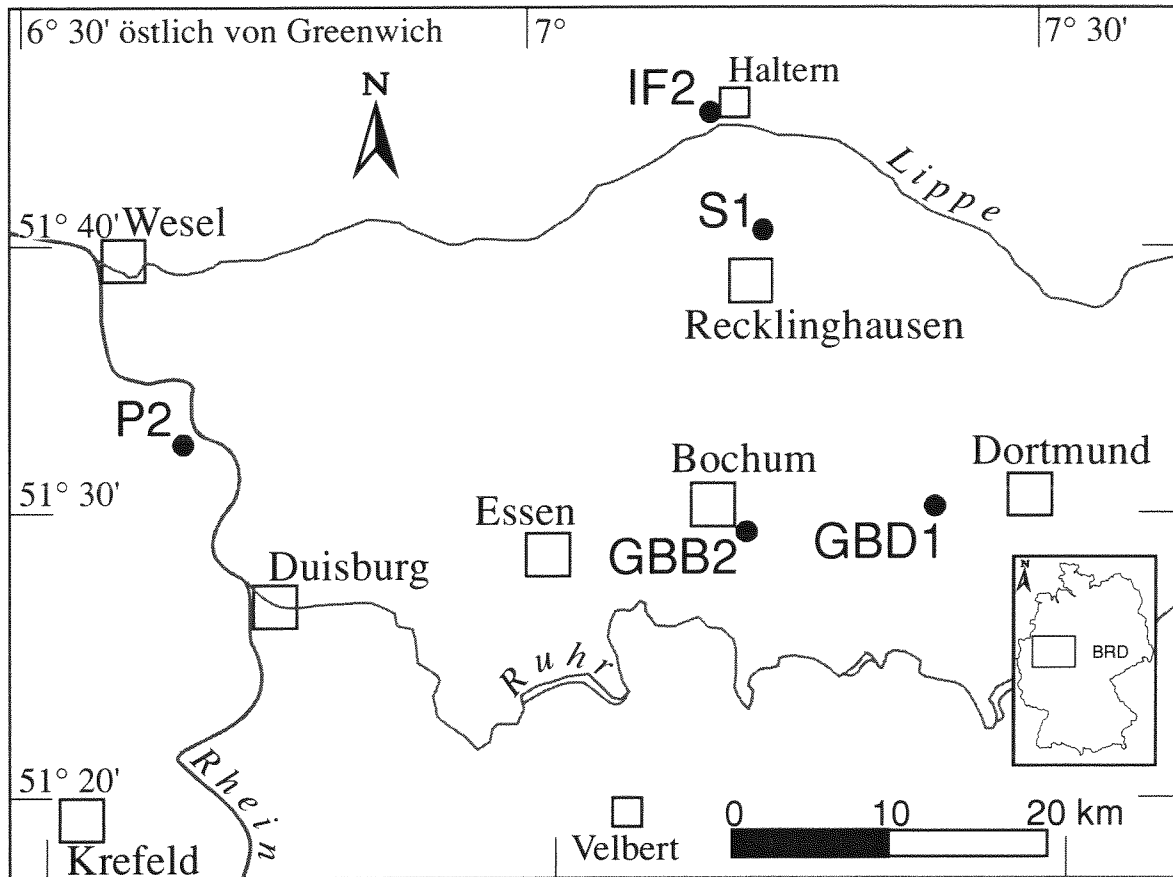 6° 30' östlich von Greenwich
7°
7° 30'
N
IF2
Haltern
Lippe
S1
51° 40'
Wesel
Recklinghausen
P2
Bochum
Dortmund
51° 30'
Essen
GBB2
GBD1
Duisburg
N
Ruhr
BRD
51° 20'
Rhein
0 10 20 km
Velbert
Krefeld